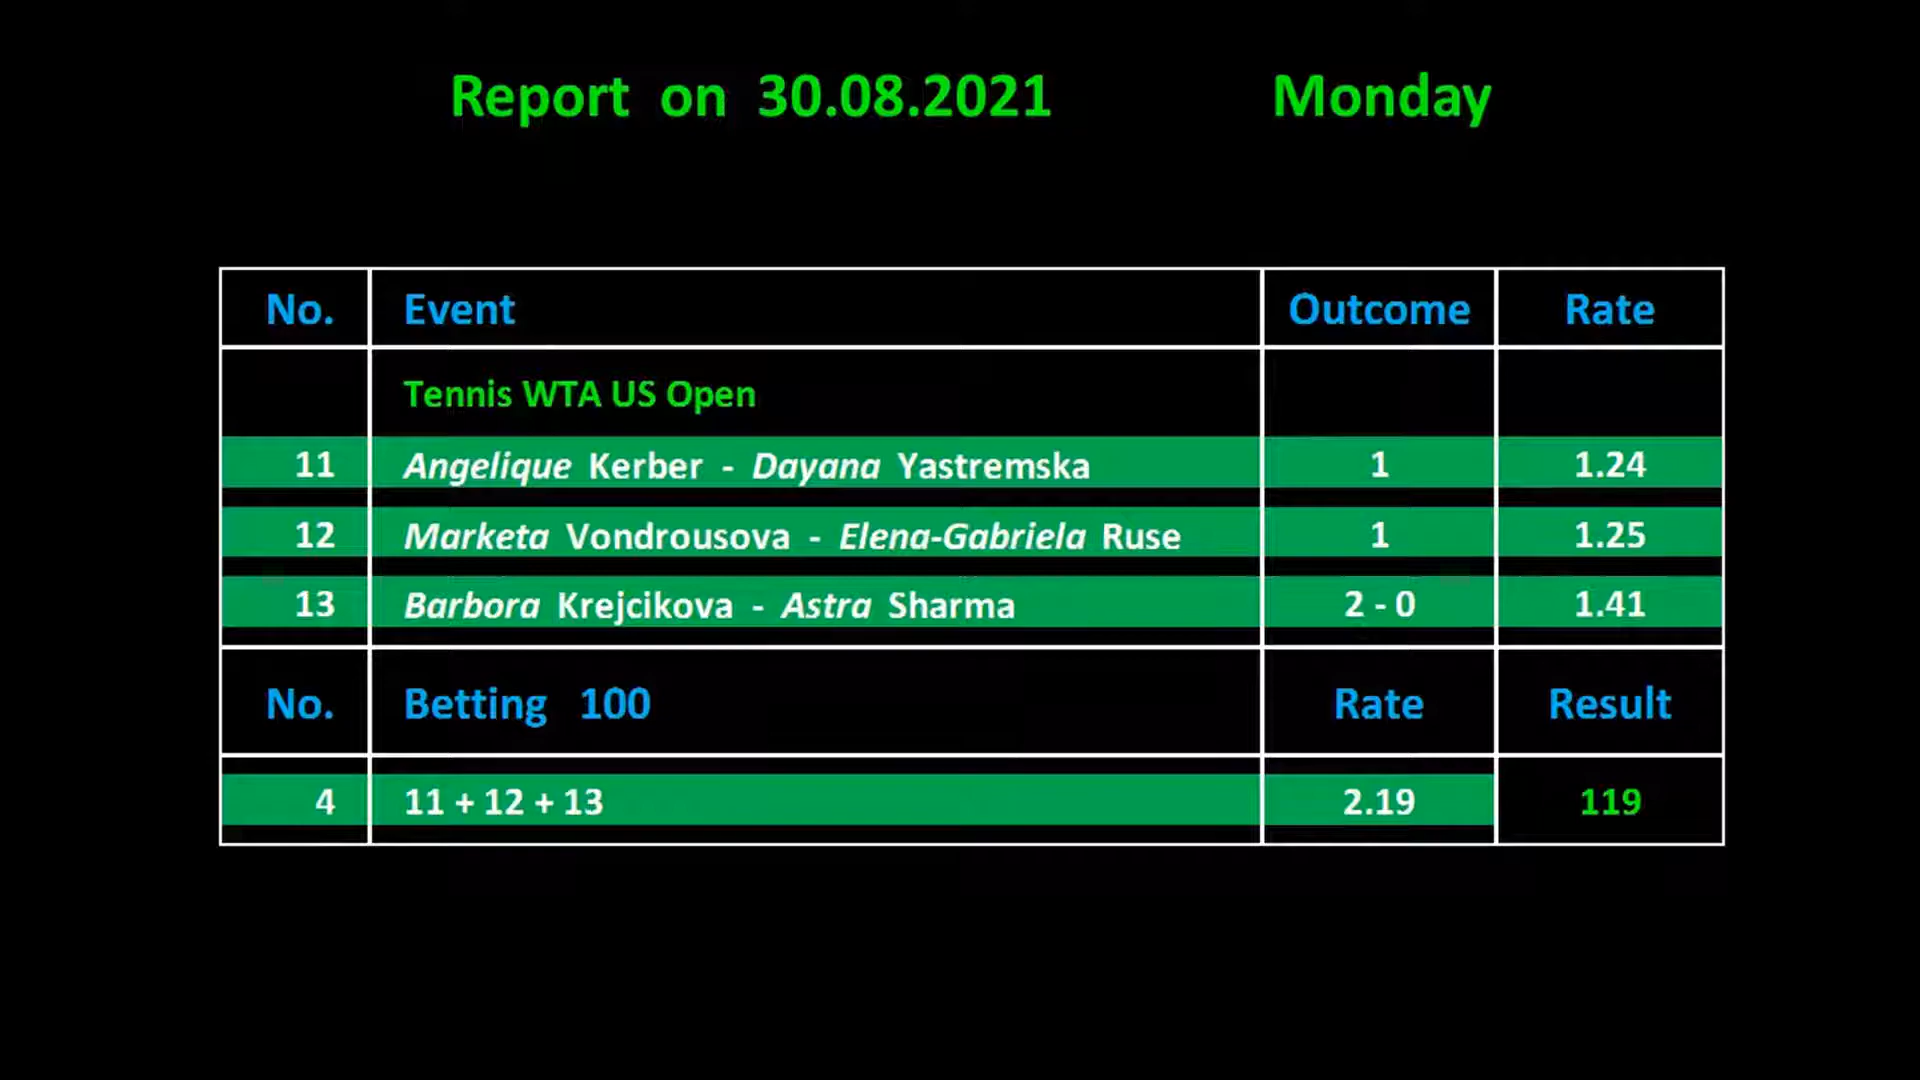 Report on 30.08.2021 Monday
No. Event Outcome Rate
Tennis WTA US Open
11 Angelique Kerber - Dayana Yastremska 1 1.24
12 Marketa Vondrousova - Elena-Gabriela Ruse 1 1.25
13 Barbora Krejcikova - Astra Sharma 2 - 0 1.41
No. Betting 100 Rate Result
4 11 + 12 + 13 2.19 119